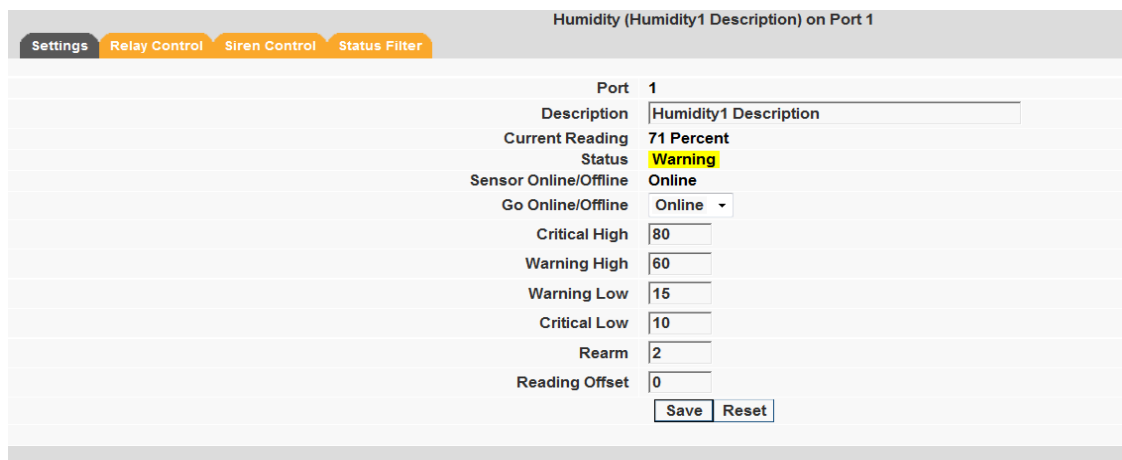 Humidity (Humidity1 Description) on Port 1
Settings Relay Control Siren Control Status Filter
Port 1
Description Humidity1 Description
Current Reading 71 Percent
Status Warning
Sensor Online/Offline Online
Go Online/Offline Online
Critical High 80
Warning High 60
Warning Low 15
Critical Low 10
Rearm 2
Reading Offset 0
Save Reset